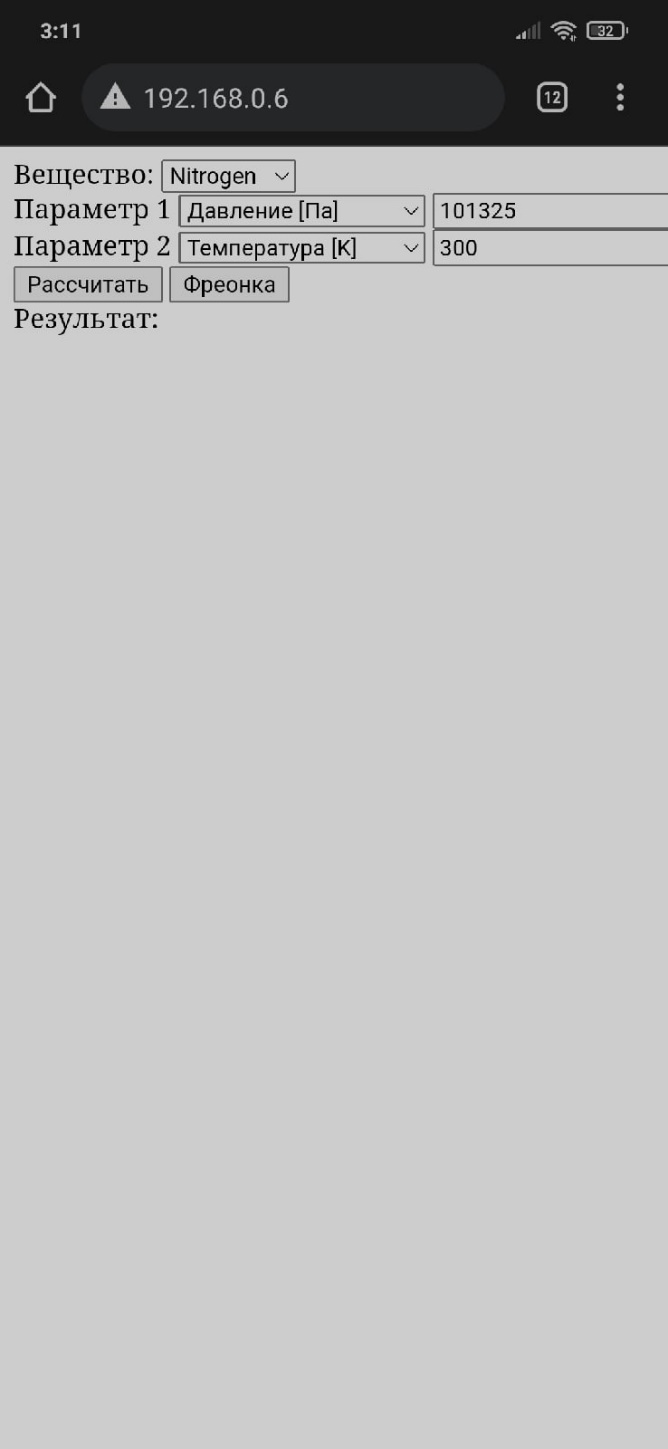 3:11
32
192.168.0.6
12
Вещество: Nitrogen
Параметр 1 Давление [Па] 101325
Параметр 2 Температура [K] 300
Рассчитать Фреонка
Результат: